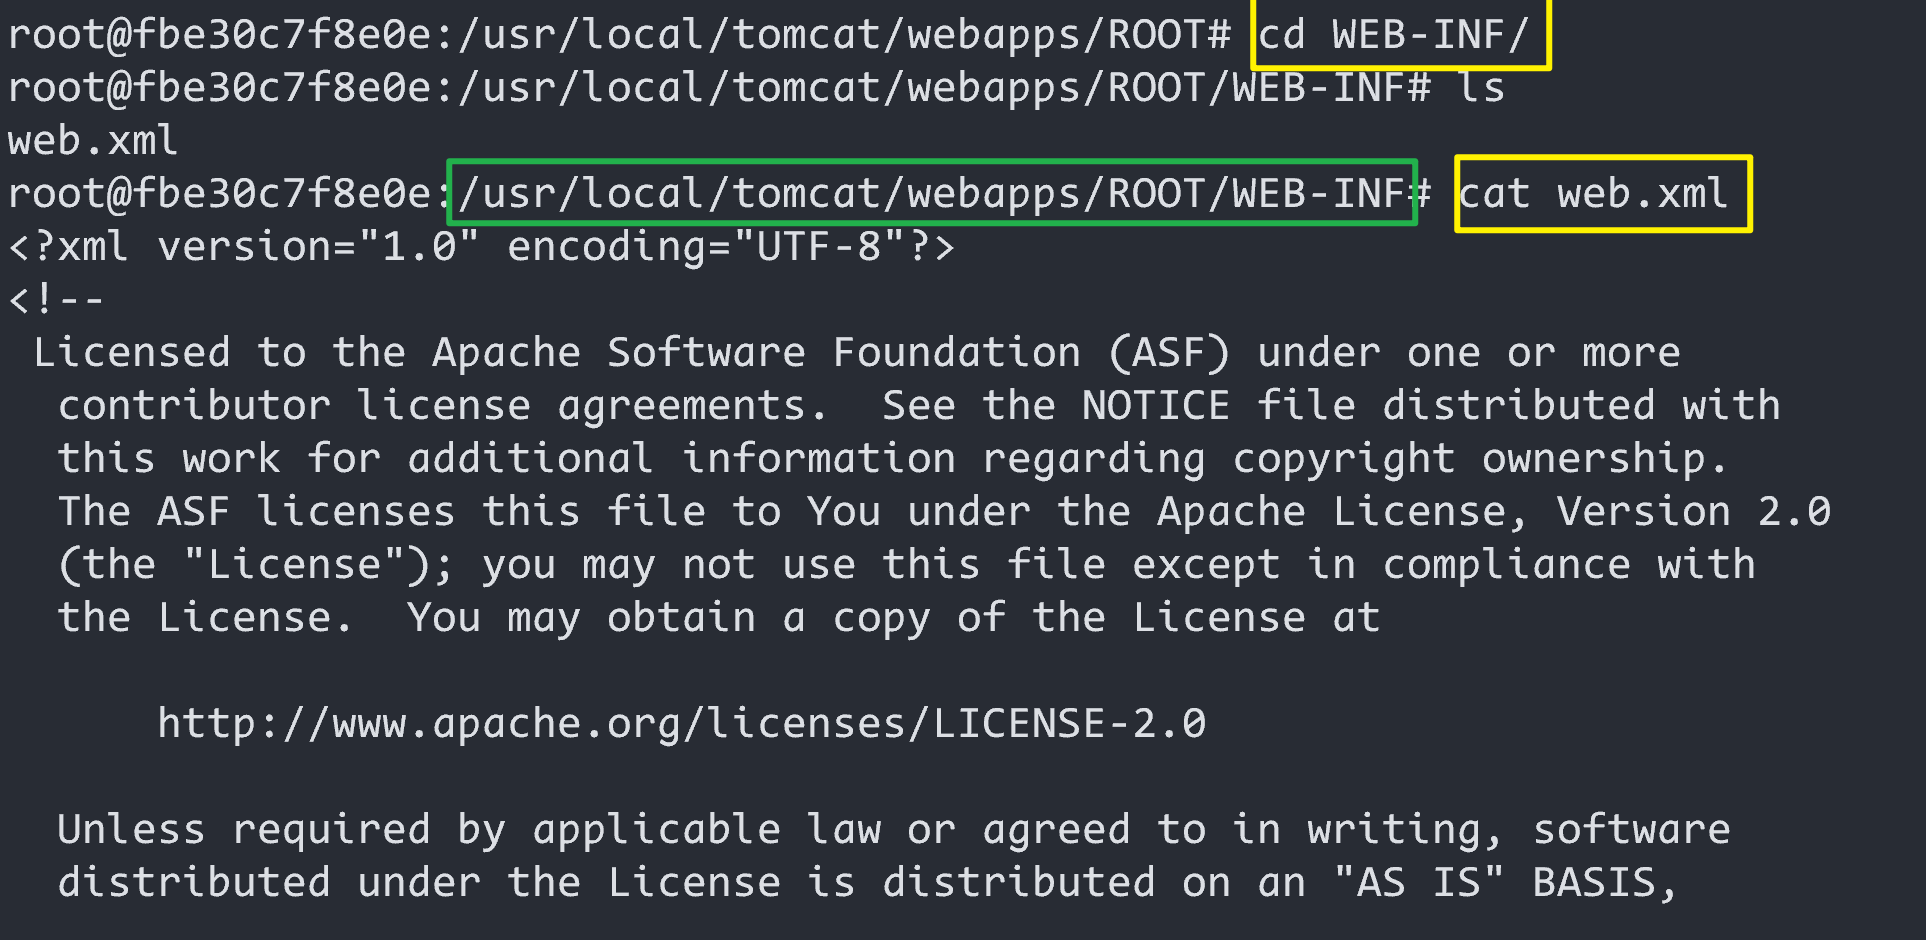 root@fbe30c7f8e0e:/usr/local/tomcat/webapps/ROOT# cd WEB-INF/
root@fbe30c7f8e0e:/usr/local/tomcat/webapps/ROOT/WEB-INF# ls
web.xml
root@fbe30c7f8e0e:/usr/local/tomcat/webapps/ROOT/WEB-INF# cat web.xml
<?xml version="1.0" encoding="UTF-8"?>
<!--
 Licensed to the Apache Software Foundation (ASF) under one or more
  contributor license agreements.  See the NOTICE file distributed with
  this work for additional information regarding copyright ownership.
  The ASF licenses this file to You under the Apache License, Version 2.0
  (the "License"); you may not use this file except in compliance with
  the License.  You may obtain a copy of the License at

      http://www.apache.org/licenses/LICENSE-2.0

  Unless required by applicable law or agreed to in writing, software
  distributed under the License is distributed on an "AS IS" BASIS,